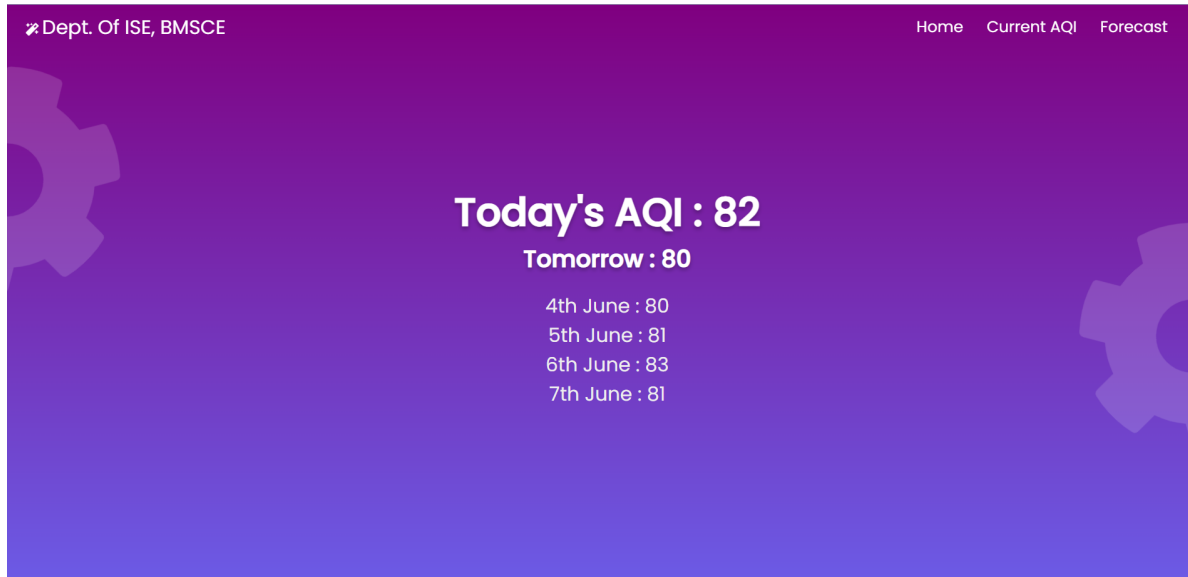 Dept. Of ISE, BMSCE
Home Current AQI Forecast
Today's AQI : 82
Tomorrow : 80
4th June : 80
5th June : 81
6th June : 83
7th June : 81